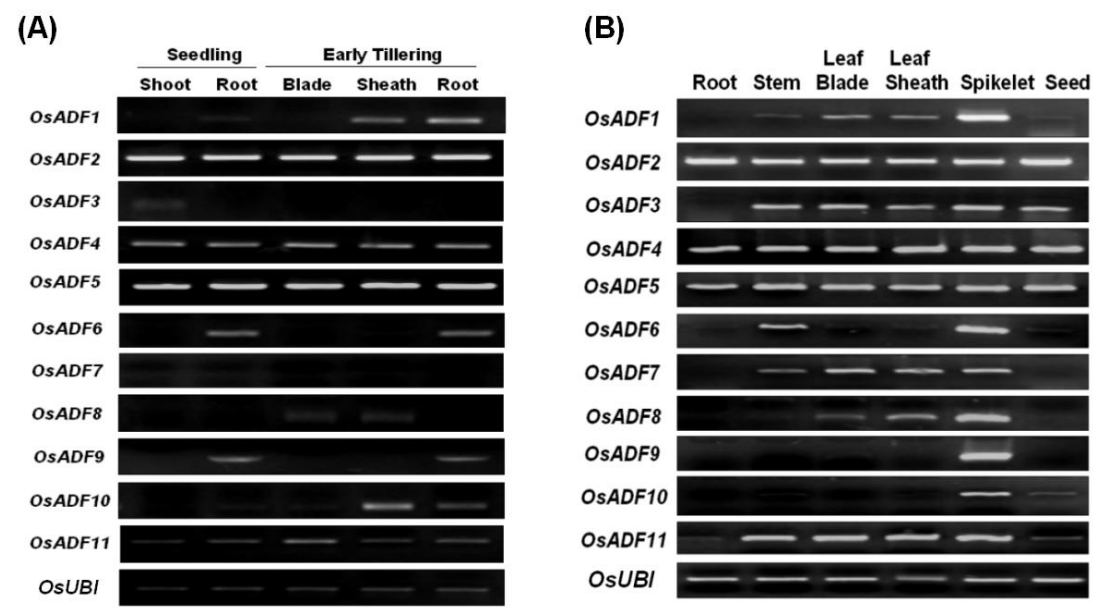 (A)
Seedling Early Tillering
Shoot Root Blade Sheath Root
OsADF1
OsADF2
OsADF3
OsADF4
OsADF5
OsADF6
OsADF7
OsADF8
OsADF9
OsADF10
OsADF11
OsUBI
(B)
Root Stem Leaf Blade Leaf Sheath Spikelet Seed
OsADF1
OsADF2
OsADF3
OsADF4
OsADF5
OsADF6
OsADF7
OsADF8
OsADF9
OsADF10
OsADF11
OsUBI